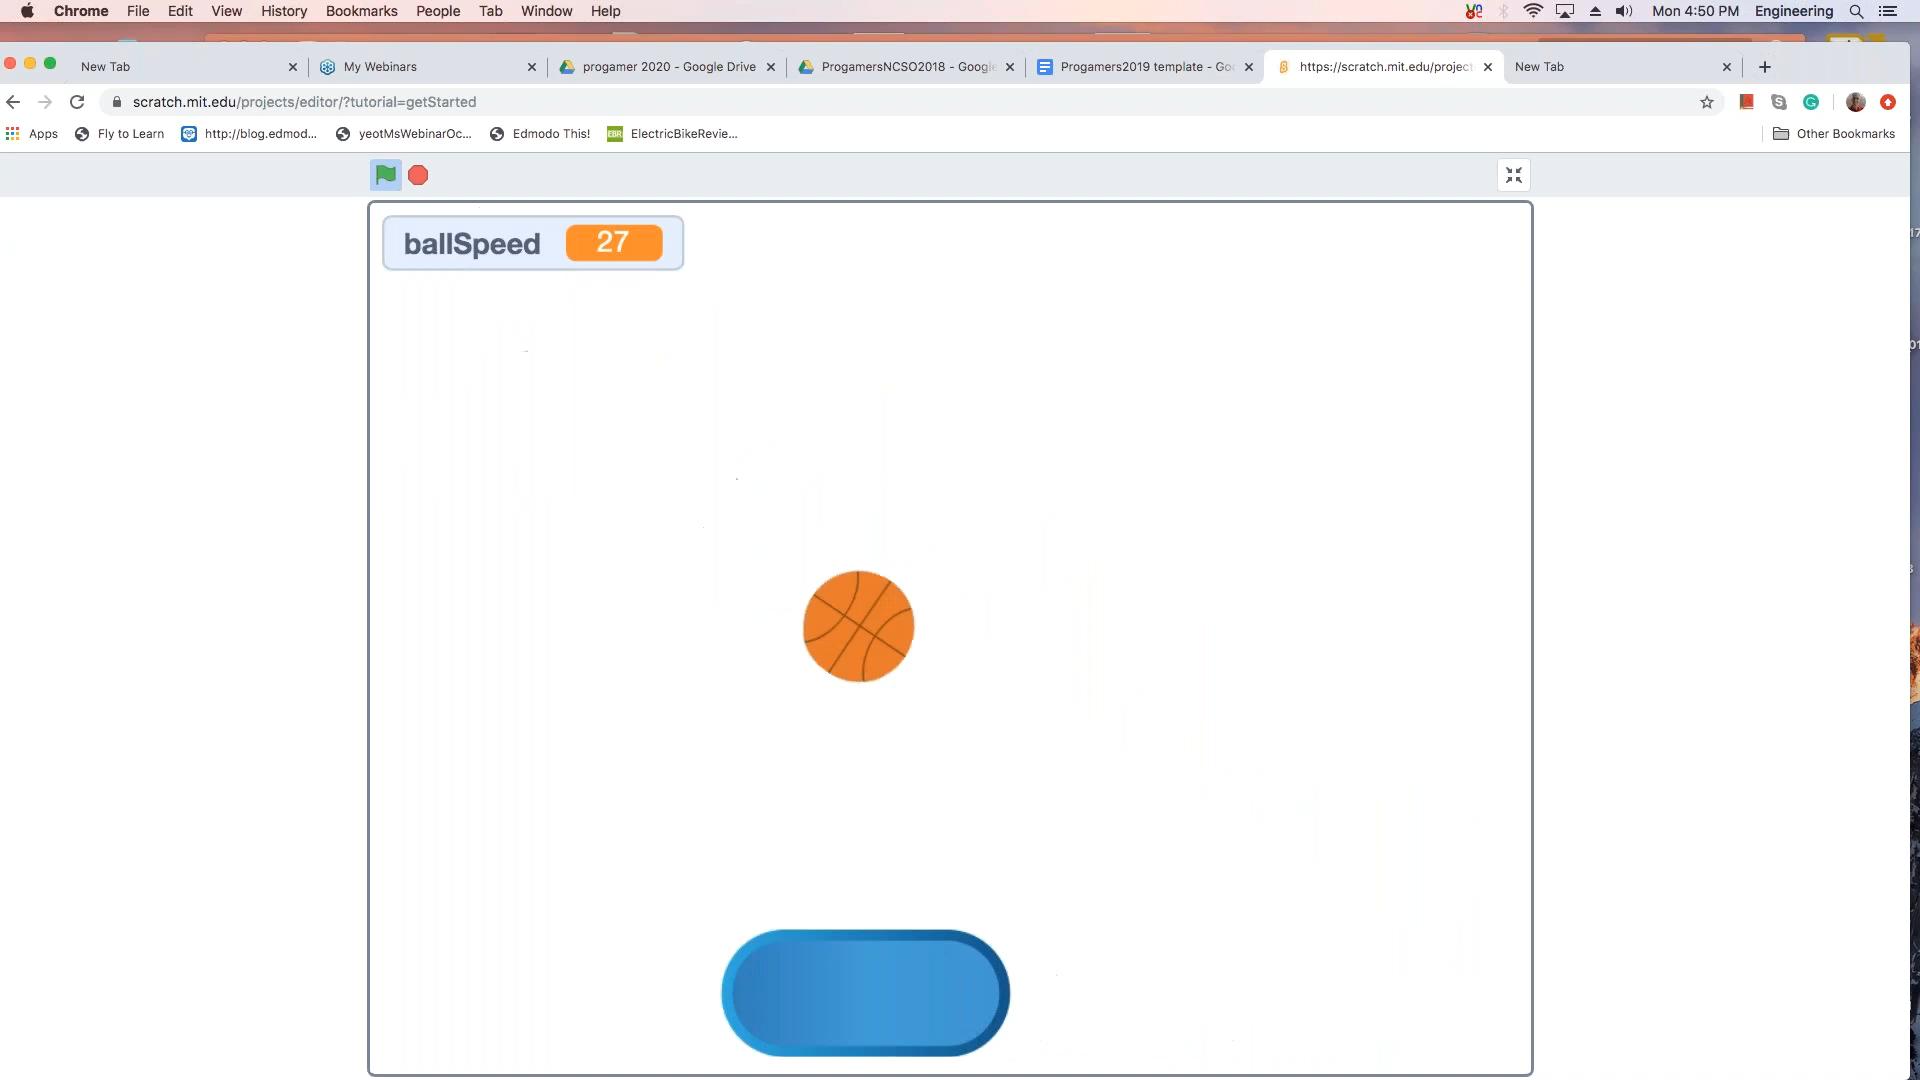 Chrome File Edit View History Bookmarks People Tab Window Help Mon 4:50 PM Engineering
New Tab My Webinars progamer 2020 - Google Drive ProgamersNCSO2018 - Google Progamers2019 template - Go https://scratch.mit.edu/project New Tab
scratch.mit.edu/projects/editor/?tutorial=getStarted
Apps Fly to Learn http://blog.edmod... yeotMsWebinarOc... Edmodo This! EBR ElectricBikeRevie... Other Bookmarks
ballSpeed 27